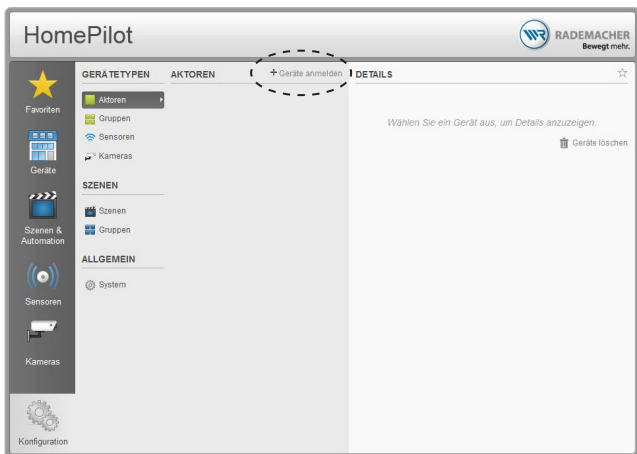 HomePilot
WR RADEMACHER
Bewegt mehr.
Favoriten
Geräte
Szenen &
Automation
Sensoren
Kameras
Konfiguration
GERÄTETYPEN
Aktoren
Gruppen
Sensoren
Kameras
SZENEN
Szenen
Gruppen
ALLGEMEIN
System
AKTOREN
+ Geräte anmelden
DETAILS
Wählen Sie ein Gerät aus, um Details anzuzeigen.
Geräte löschen